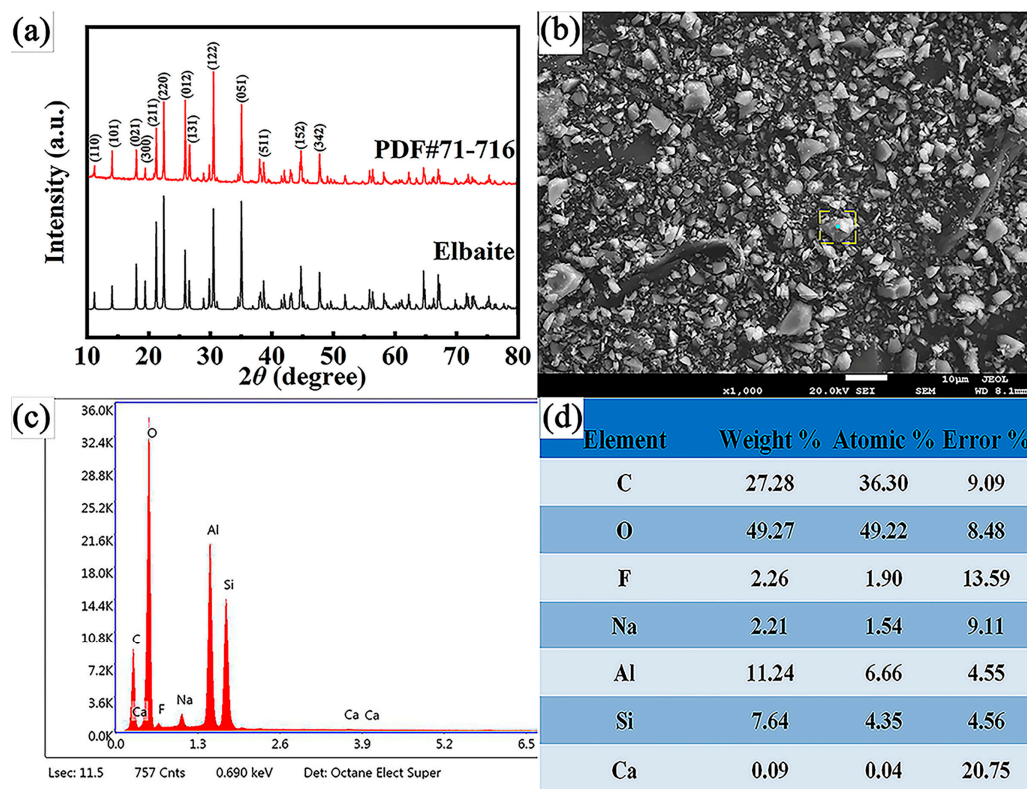 (a)
Intensity (a.u.)
(110)
(101)
(021)
(300)
(211)
(220)
(012)
(131)
(122)
(051)
(511)
(152)
(342)
PDF#71-716
Elbaite
10 20 30 40 50 60 70 80
2θ (degree)
(b)
10μm JEOL
x1,000 20.0kV SEI SEM WD 8.1mm
(c)
36.0K
32.4K
28.8K
25.2K
21.6K
18.0K
14.4K
10.8K
7.2K
3.6K
0.0K
C
Ca
O
F
Na
Al
Si
Ca Ca
0.0 1.3 2.6 3.9 5.2 6.5
Lsec: 11.5 757 Cnts 0.690 keV Det: Octane Elect Super
(d)
Element Weight % Atomic % Error %
C 27.28 36.30 9.09
O 49.27 49.22 8.48
F 2.26 1.90 13.59
Na 2.21 1.54 9.11
Al 11.24 6.66 4.55
Si 7.64 4.35 4.56
Ca 0.09 0.04 20.75